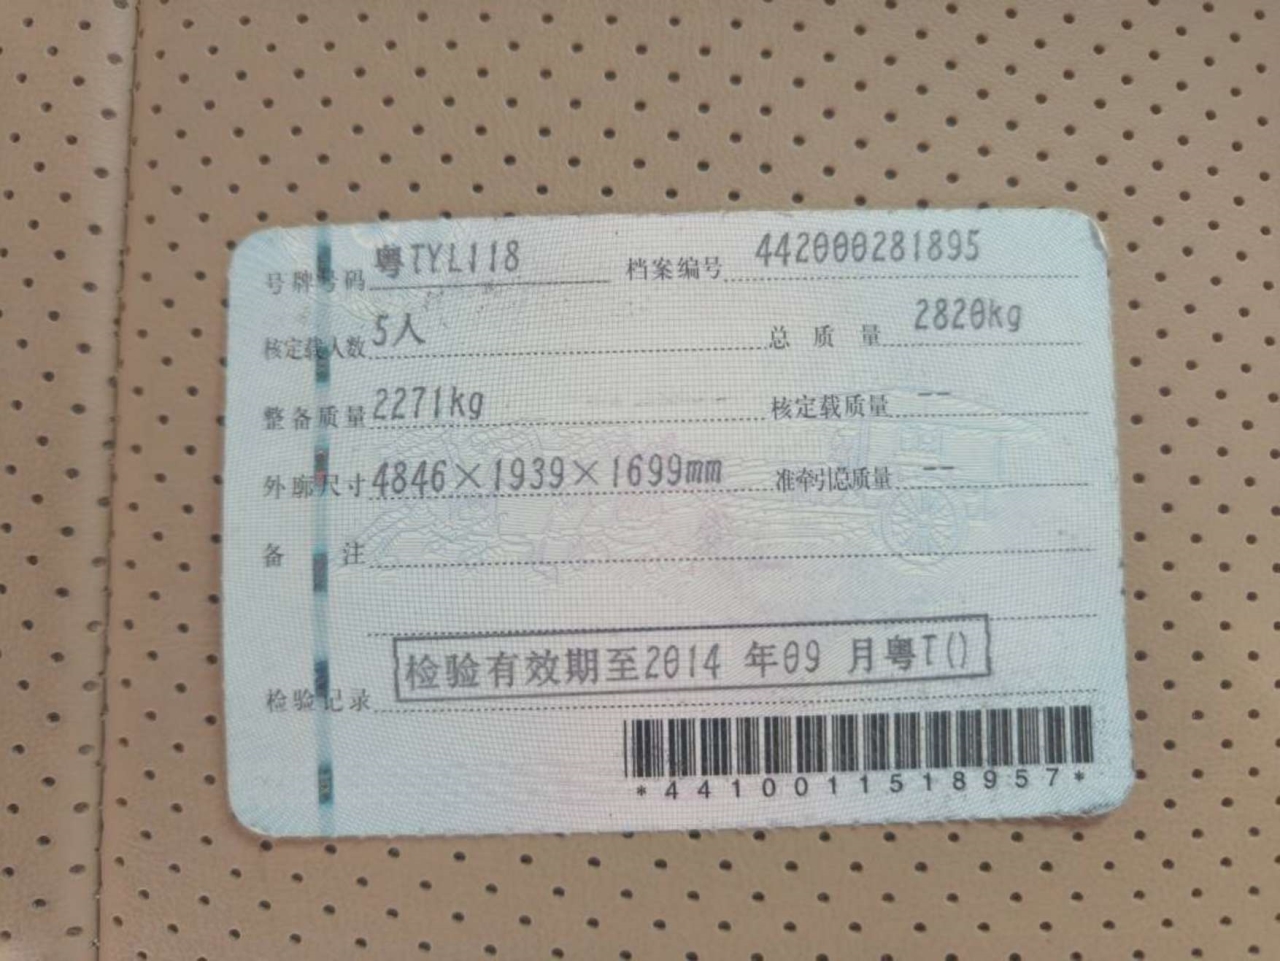 号牌号码 粤TYL118 档案编号 442000281895
核定载人数 5人 总质量 2820kg
整备质量 2271kg 核定载质量 --
外廓尺寸 4846×1939×1699mm 准牵引总质量 --
备注
检验有效期至2014 年09 月粤T()
检验记录
*4410011518957*